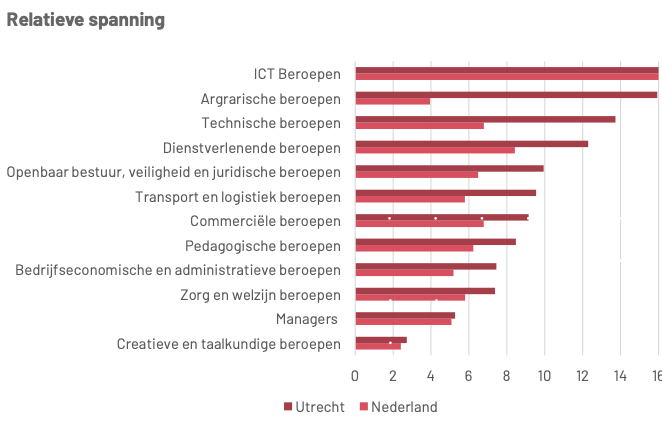 Relatieve spanning
ICT Beroepen
Argrarische beroepen
Technische beroepen
Dienstverlenende beroepen
Openbaar bestuur, veiligheid en juridische beroepen
Transport en logistiek beroepen
Commerciële beroepen
Pedagogische beroepen
Bedrijfseconomische en administratieve beroepen
Zorg en welzijn beroepen
Managers
Creatieve en taalkundige beroepen
0 2 4 6 8 10 12 14 16
Utrecht Nederland